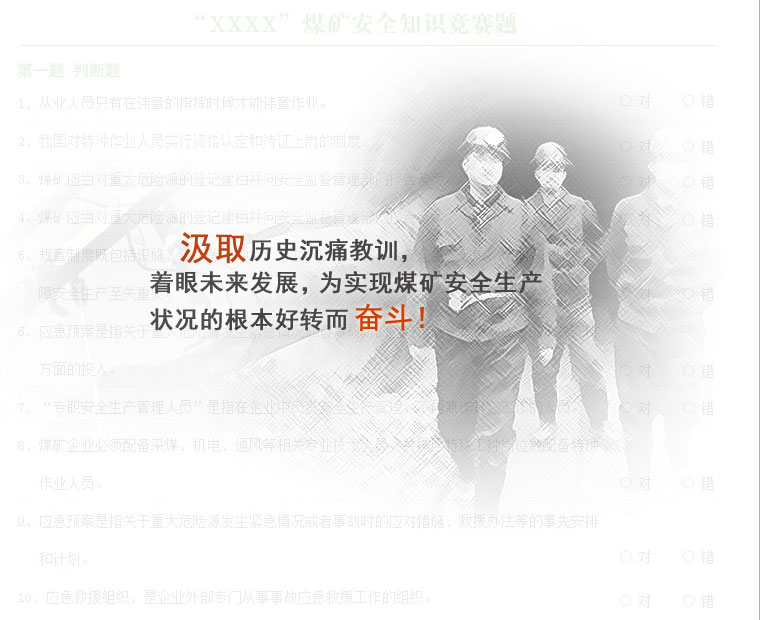 “XXXX”煤矿安全知识竞赛题
第一题 判断题
1、从业人员只有在违章的指挥时候才能违章作业。 对 错
2、我国对特种作业人员实行资格认定和持证上岗的制度 对 错
3、煤矿应当对重大危险源的登记建档并向安全监督管理部门报告备案 对 错
4、煤矿应当对重大危险源的登记建档并向安全监督管理 对 错
汲取历史沉痛教训，
5、规章制度既包括设施
着眼未来发展，为实现煤矿安全生产
障安全生产至关重 对 错
状况的根本好转而 奋斗！
6、应急预案是指关于重大危
方面的投入。 对 错
7、“专职安全生产管理人员”是指在企业中 对 错
8、煤矿企业必须配备采煤、机电、通风等相关专业技术人员
作业人员。 对 错
9、应急预案是指关于重大危险源发生紧急情况或者事故时的应对措施、救援办法等的事先安排
和计划。 对 错
10、应急救援组织，是企业外部专门从事事故应急救援工作的组织。 对 错